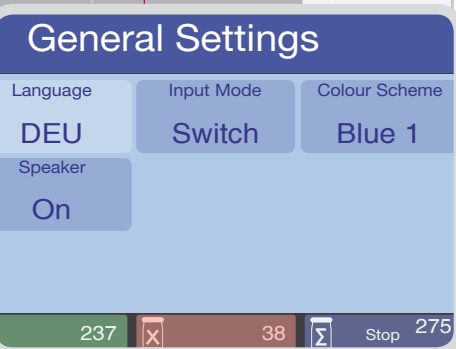 General Settings
Language
DEU
Input Mode
Switch
Colour Scheme
Blue 1
Speaker
On
237
X 38
Σ Stop 275